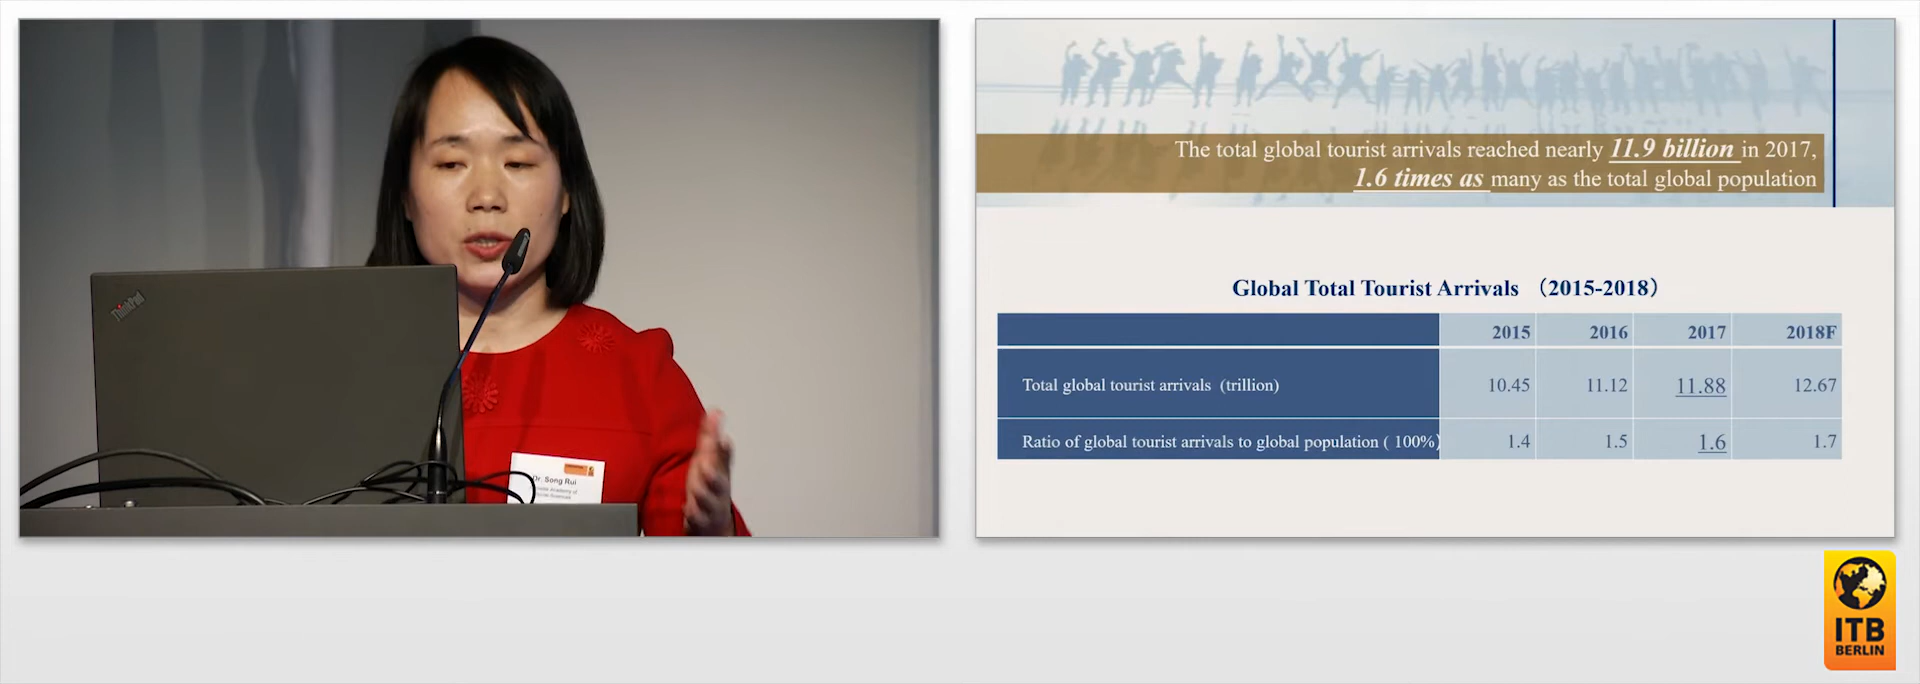 ThinkPad
Dr. Song Rui
The total global tourist arrivals reached nearly 11.9 billion in 2017,
1.6 times as many as the total global population
Global Total Tourist Arrivals （2015-2018）
2015 2016 2017 2018F
Total global tourist arrivals (trillion) 10.45 11.12 11.88 12.67
Ratio of global tourist arrivals to global population ( 100%) 1.4 1.5 1.6 1.7
ITB
BERLIN